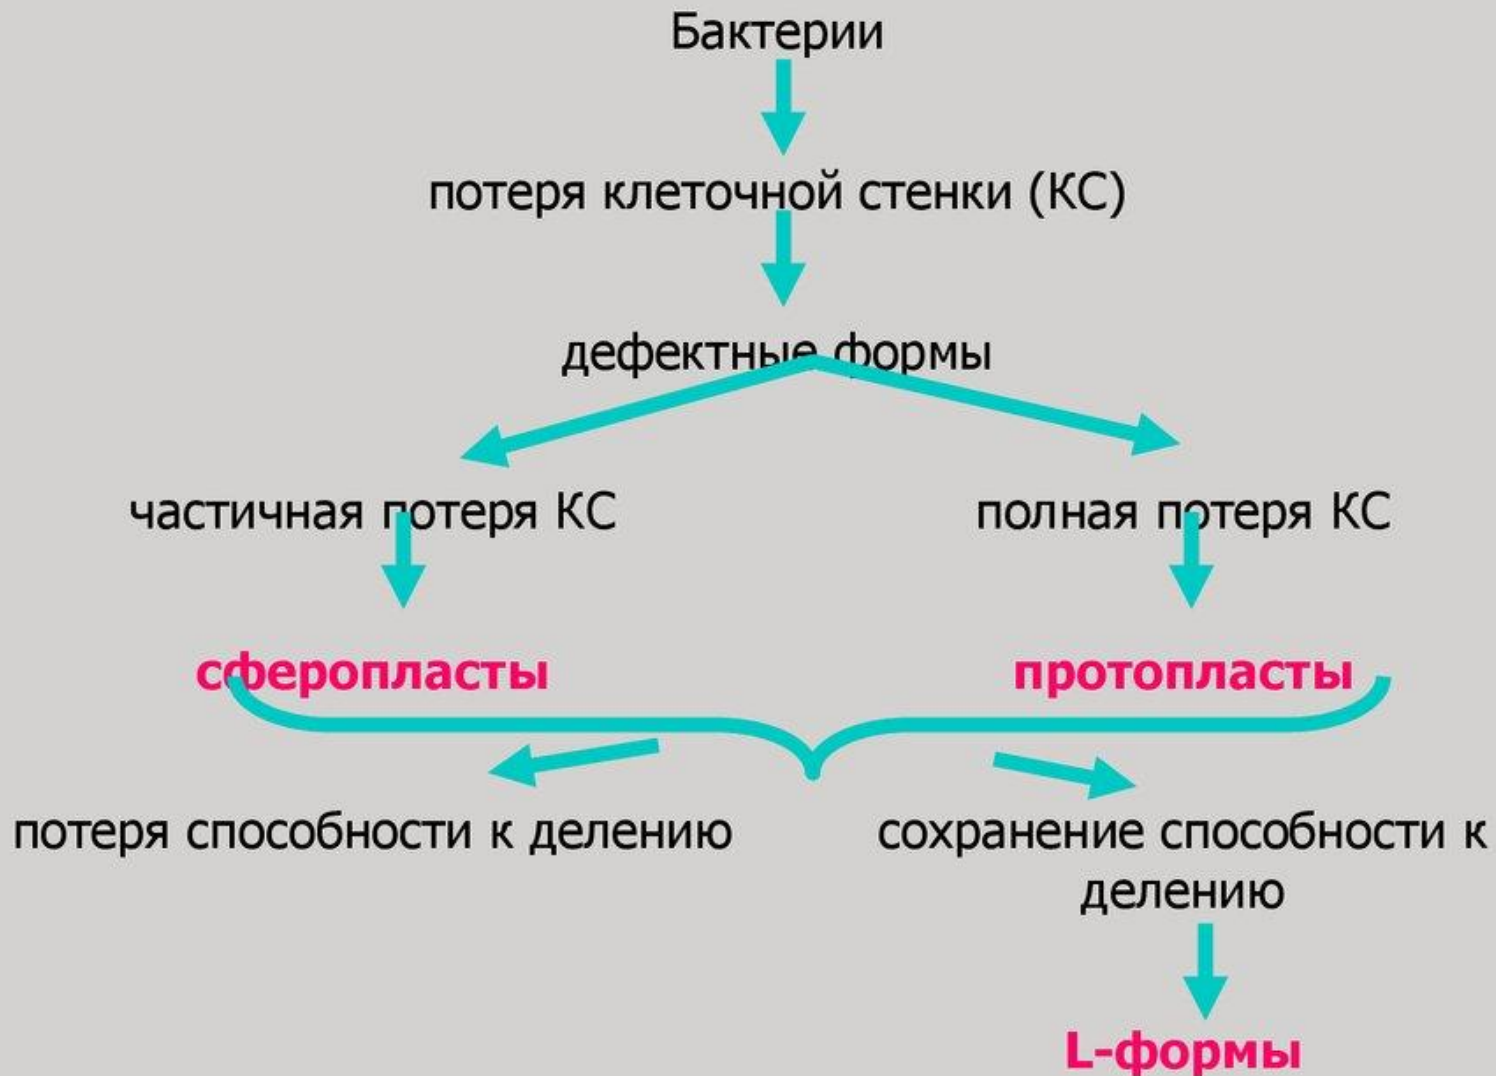 Бактерии
потеря клеточной стенки (КС)
дефектные формы
частичная потеря КС
полная потеря КС
сферопласты
протопласты
потеря способности к делению
сохранение способности к
делению
L-формы